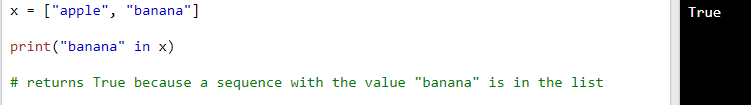 x = ["apple", "banana"]
print("banana" in x)
# returns True because a sequence with the value "banana" is in the list
True